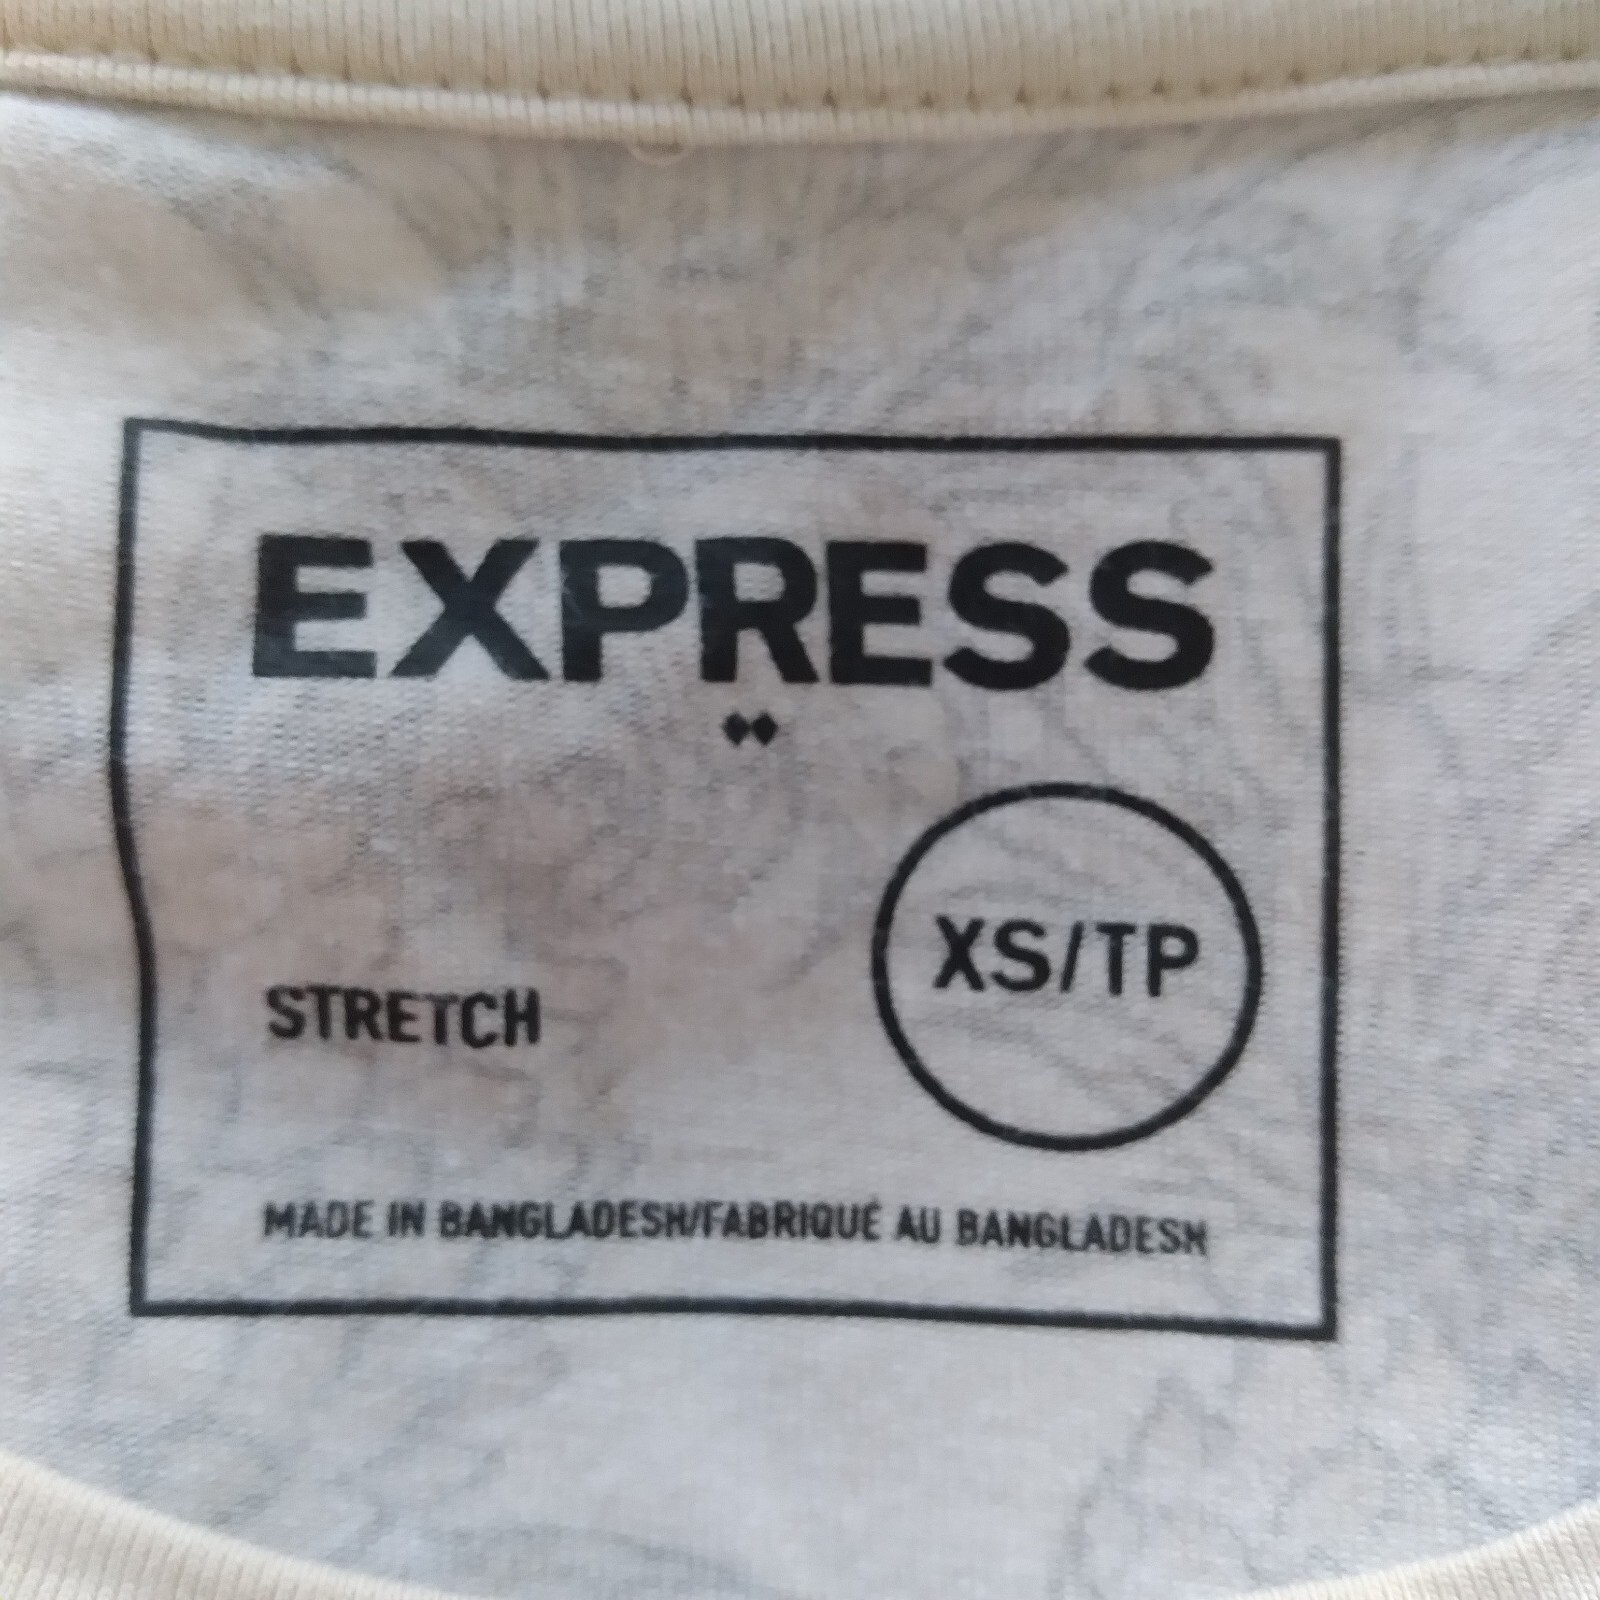 EXPRESS
XS/TP
STRETCH
MADE IN BANGLADESH/FABRIQUÉ AU BANGLADESH